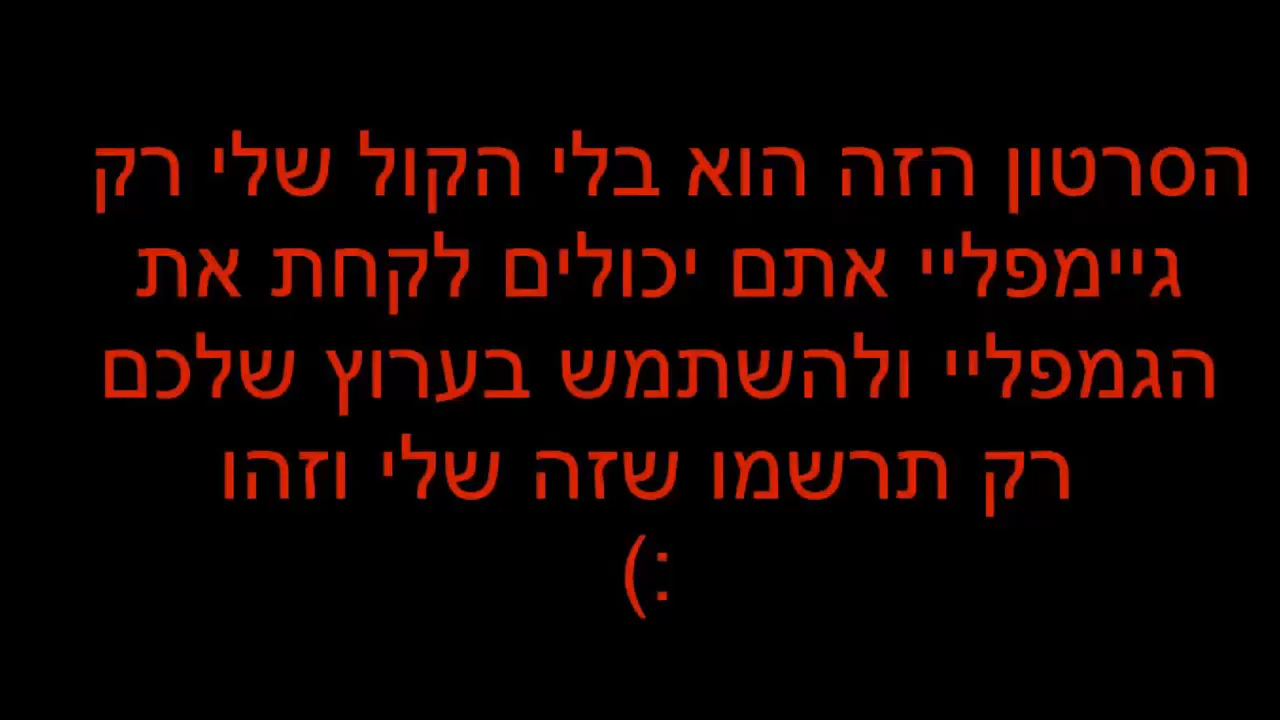 הסרטון הזה הוא בלי הקול שלי רק
גיימפליי אתם יכולים לקחת את
הגמפליי ולהשתמש בערוץ שלכם
רק תרשמו שזה שלי וזהו
:)